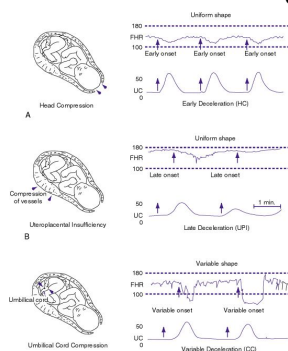 Uniform shape
180
FHR
100
Early onset Early onset Early onset
50
UC
0
Head Compression
Early Deceleration (HC)
A
Uniform shape
180
FHR
100
Late onset Late onset
Compression
of vessels
50
UC
0
1 min.
Uteroplacental Insufficiency
Late Deceleration (UPI)
B
Variable shape
180
FHR
100
Umbilical cord
Variable onset Variable onset
50
UC
0
Umbilical Cord Compression
Variable Deceleration (CC)